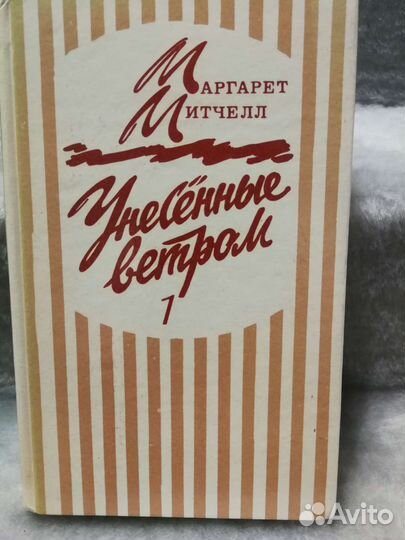 Маргарет
Митчелл
Унесённые
ветром
1
Avito